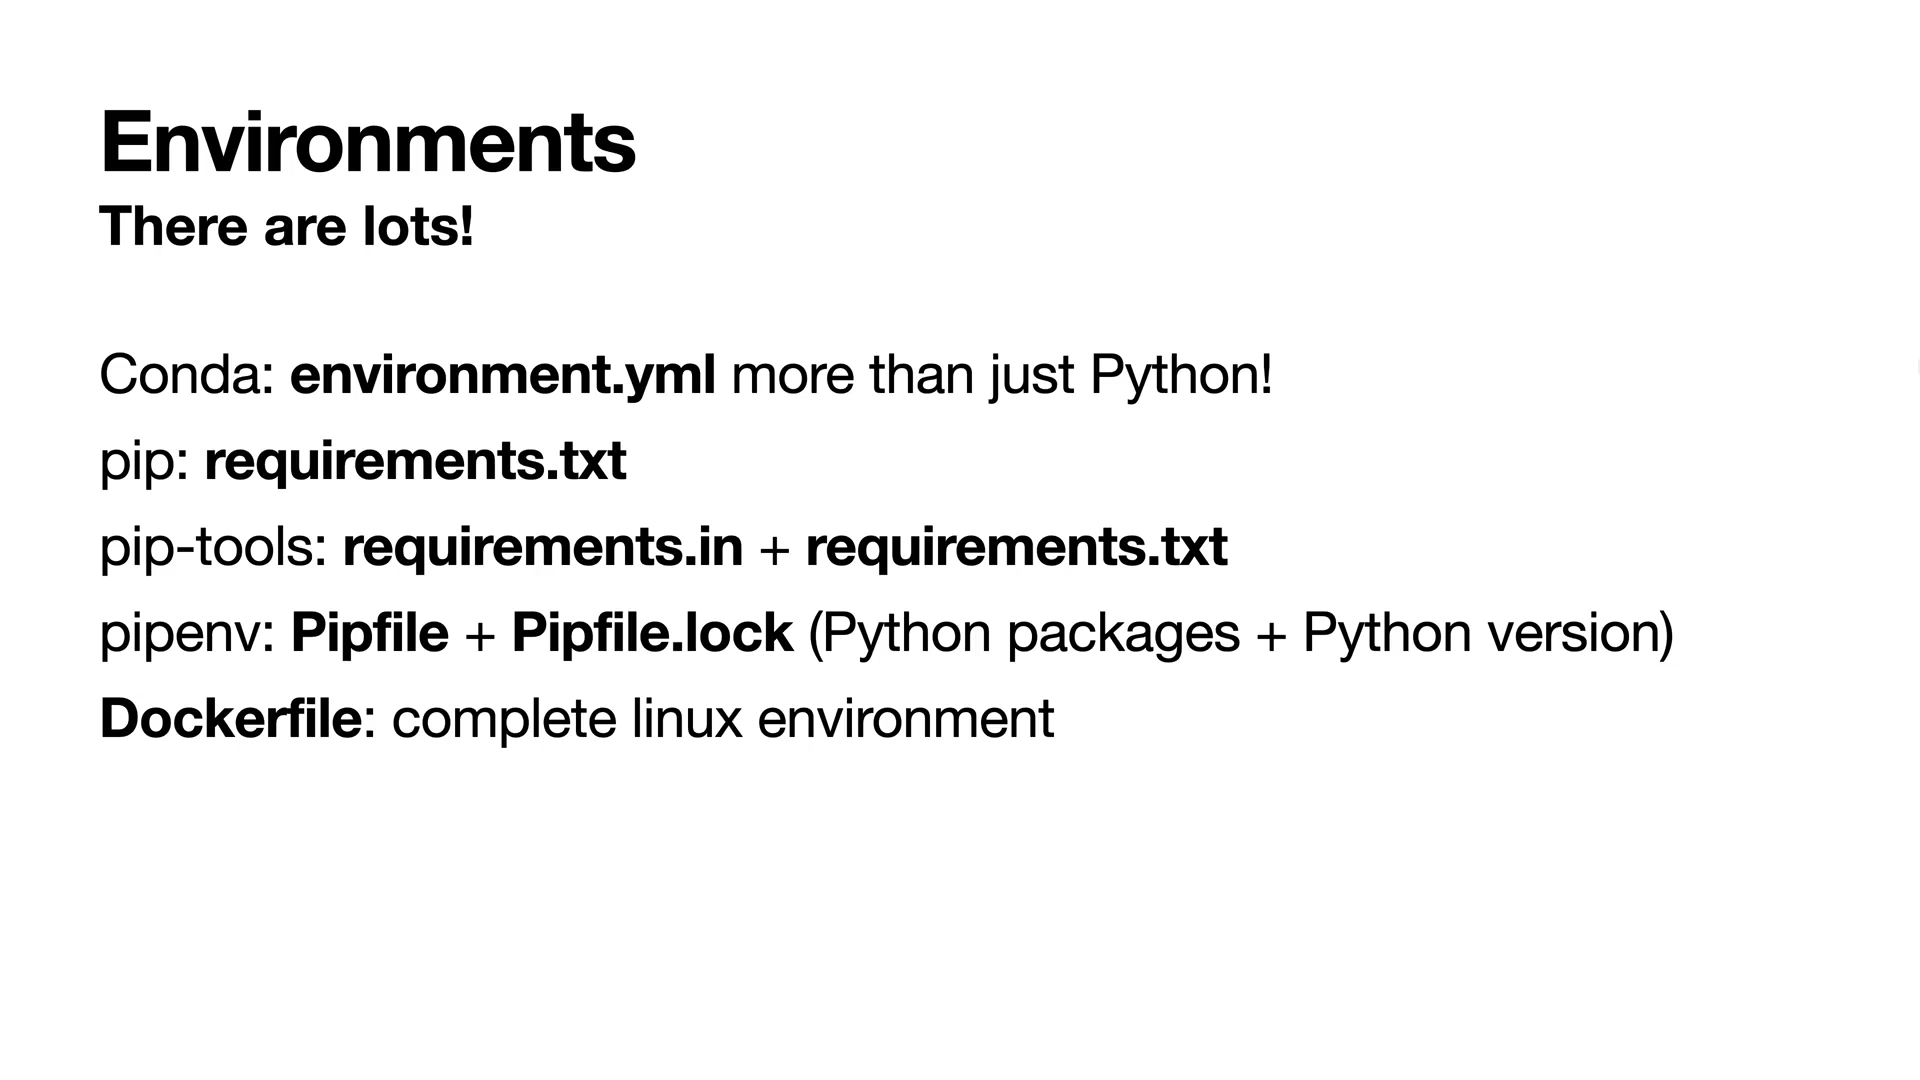 Environments
There are lots!
Conda: environment.yml more than just Python!
pip: requirements.txt
pip-tools: requirements.in + requirements.txt
pipenv: Pipfile + Pipfile.lock (Python packages + Python version)
Dockerfile: complete linux environment